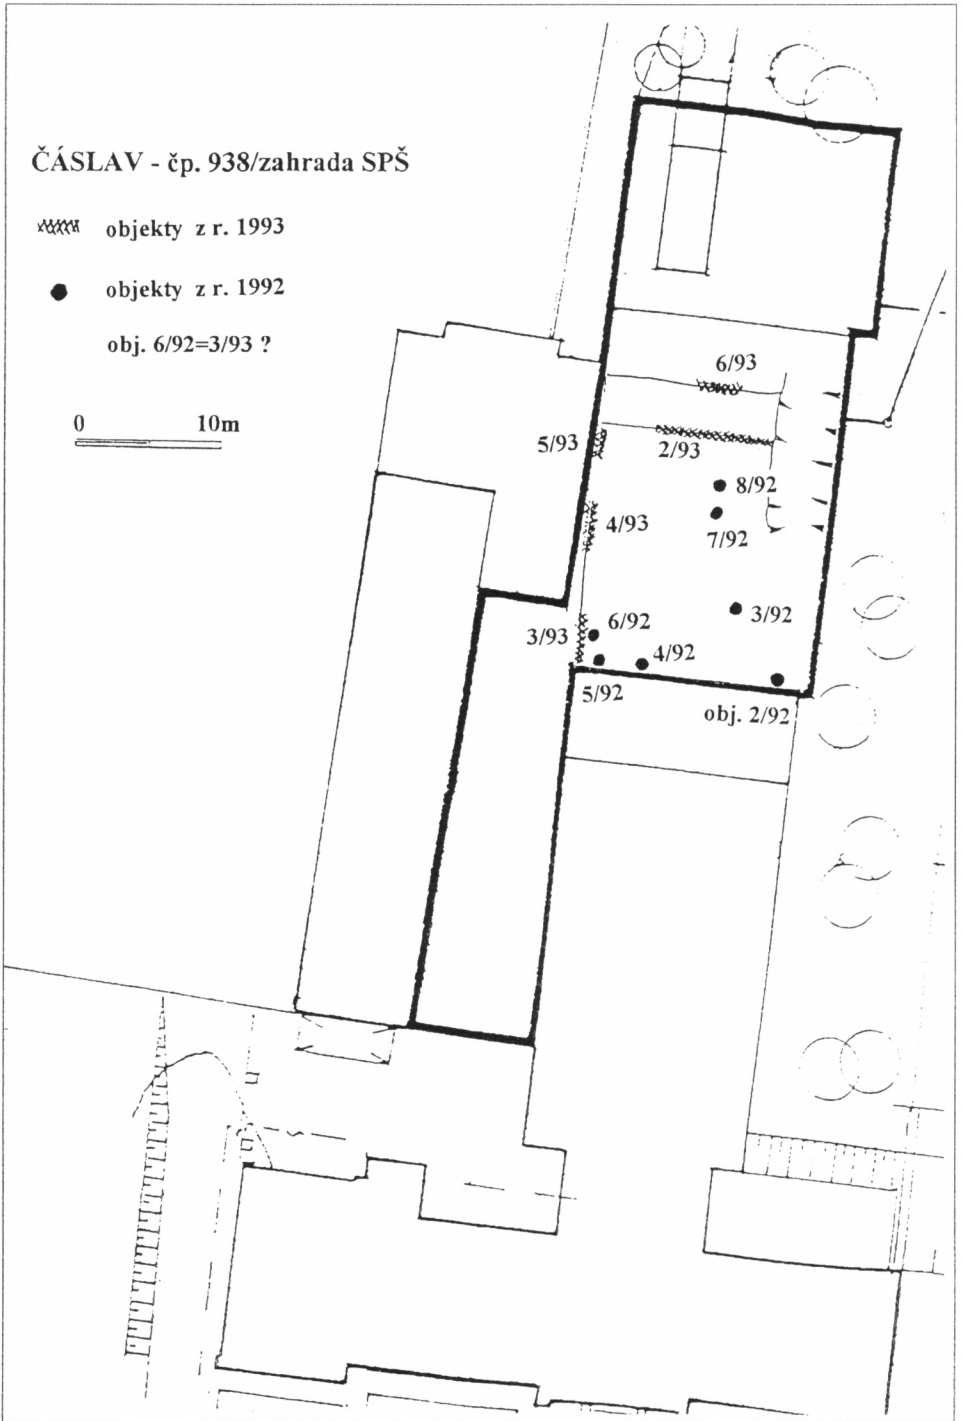 ČÁSLAV - čp. 938/zahrada SPŠ
objekty z r. 1993
objekty z r. 1992
obj. 6/92=3/93 ?
0 10m
6/93
5/93
2/93
8/92
4/93
7/92
3/92
3/93
6/92
4/92
5/92
obj. 2/92